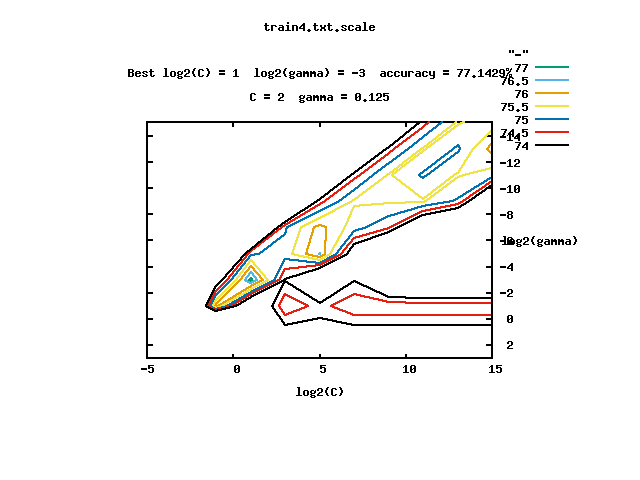 train4.txt.scale
"-"
Best log2(C) = 1  log2(gamma) = -3  accuracy = 77.1429%
C = 2  gamma = 0.125
77
76.5
76
75.5
75
74.5
74
-14
-12
-10
-8
-6
log2(gamma)
-4
-2
0
2
-5 0 5 10 15
log2(C)